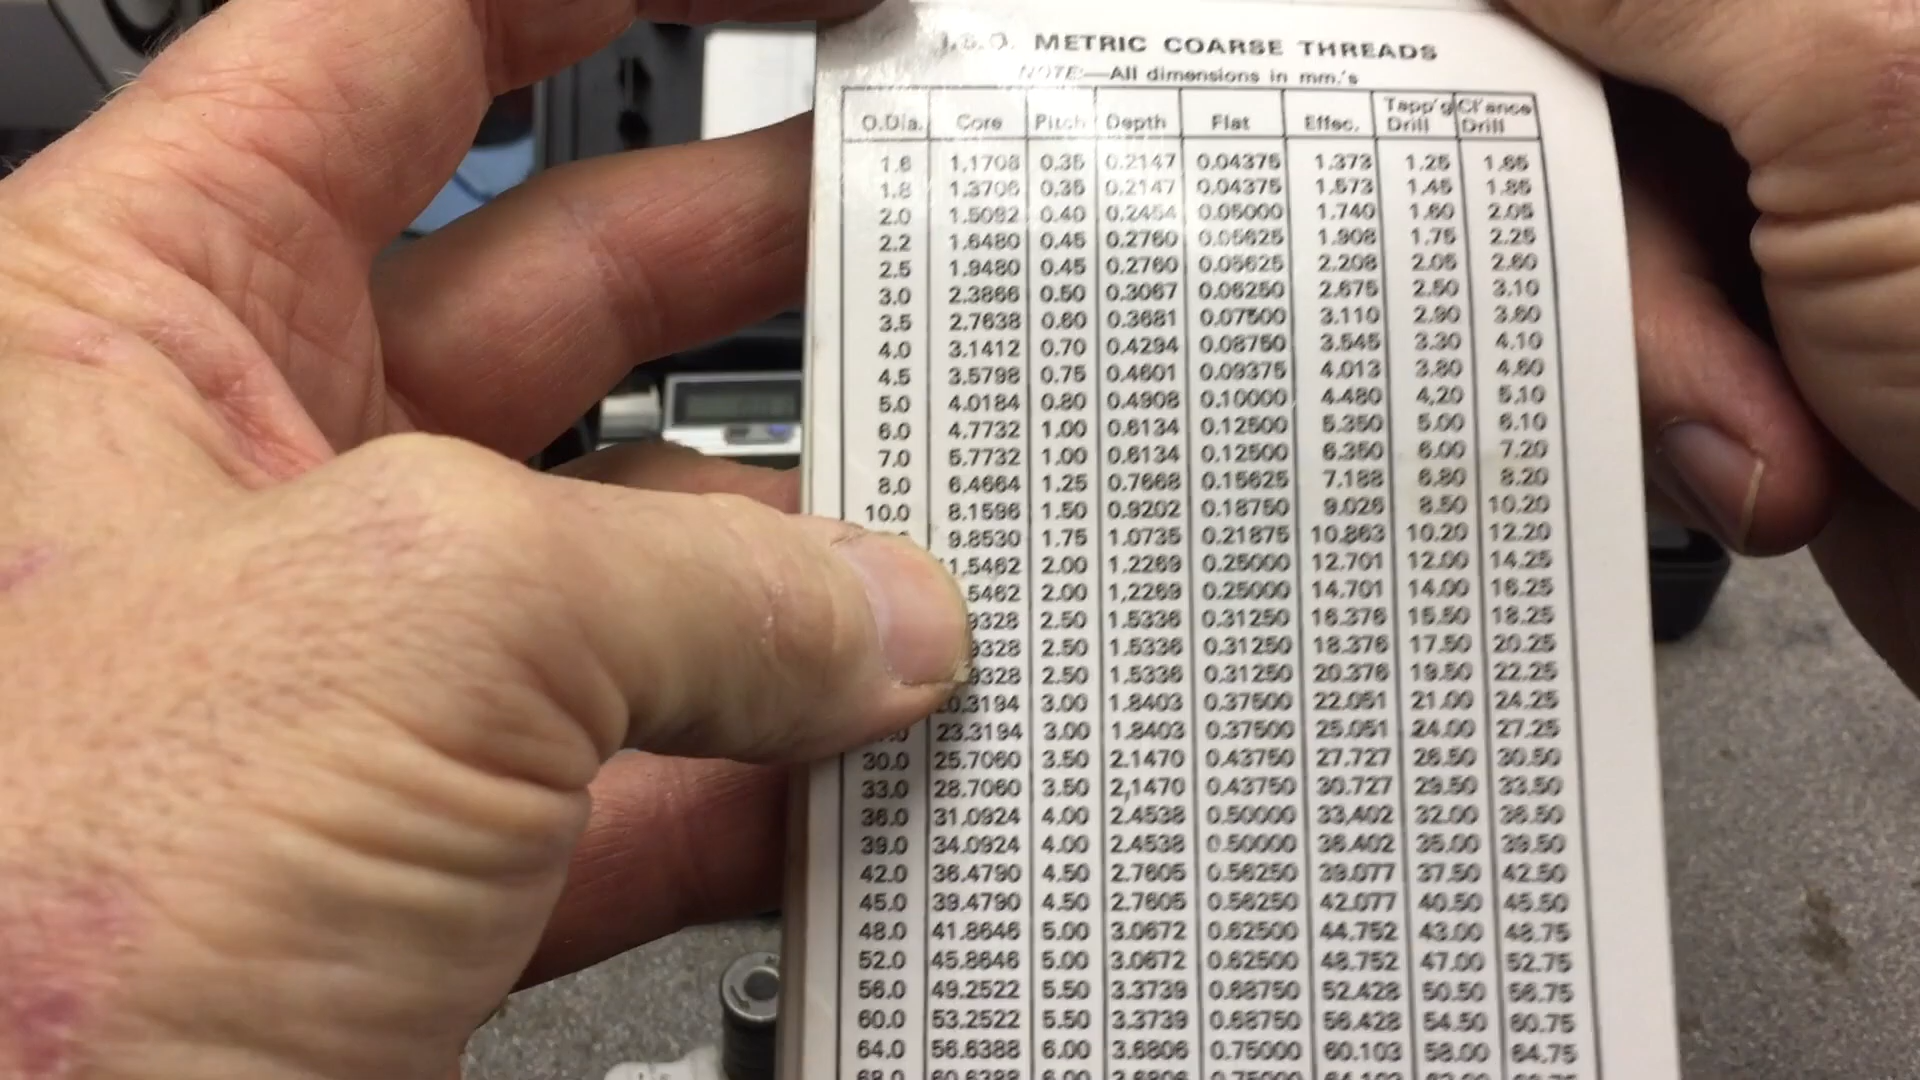 I.S.O. METRIC COARSE THREADS
NOTE:—All dimensions in mm.'s
O.Dia. Core Pitch Depth Flat Effec. Tapp'g Drill Cl'ance Drill
1.6 1.1706 0.35 0.2147 0.04375 1.373 1.25 1.65
1.8 1.3706 0.35 0.2147 0.04375 1.573 1.45 1.85
2.0 1.5092 0.40 0.2454 0.05000 1.740 1.60 2.05
2.2 1.6480 0.45 0.2760 0.05625 1.908 1.75 2.25
2.5 1.9480 0.45 0.2760 0.05625 2.208 2.05 2.60
3.0 2.3866 0.50 0.3067 0.06250 2.675 2.50 3.10
3.5 2.7638 0.60 0.3681 0.07500 3.110 2.90 3.60
4.0 3.1412 0.70 0.4294 0.08750 3.545 3.30 4.10
4.5 3.5798 0.75 0.4601 0.09375 4.013 3.80 4.60
5.0 4.0184 0.80 0.4908 0.10000 4.480 4.20 5.10
6.0 4.7732 1.00 0.6134 0.12500 5.350 5.00 6.10
7.0 5.7732 1.00 0.6134 0.12500 6.350 6.00 7.20
8.0 6.4664 1.25 0.7668 0.15625 7.188 6.80 8.20
10.0 8.1596 1.50 0.9202 0.18750 9.026 8.50 10.20
9.8530 1.75 1.0735 0.21875 10.863 10.20 12.20
1.5462 2.00 1.2269 0.25000 12.701 12.00 14.25
5462 2.00 1,2269 0.25000 14.701 14.00 16.25
9328 2.50 1.5336 0.31250 16.376 15.50 18.25
9328 2.50 1.5336 0.31250 18.376 17.50 20.25
9328 2.50 1.5336 0.31250 20.376 19.50 22.25
0.3194 3.00 1.8403 0.37500 22.051 21.00 24.25
23.3194 3.00 1.8403 0.37500 25.051 24.00 27.25
30.0 25.7060 3.50 2.1470 0.43750 27.727 26.50 30.50
33.0 28.7060 3.50 2,1470 0.43750 30.727 29.50 33.50
36.0 31.0924 4.00 2.4538 0.50000 33.402 32.00 36.50
39.0 34.0924 4.00 2.4538 0.50000 36.402 35.00 39.50
42.0 36.4790 4.50 2.7605 0.56250 39.077 37.50 42.50
45.0 39.4790 4.50 2.7605 0.56250 42.077 40.50 45.50
48.0 41.8646 5.00 3.0672 0.62500 44.752 43.00 48.75
52.0 45.8646 5.00 3.0672 0.62500 48.752 47.00 52.75
56.0 49.2522 5.50 3.3739 0.68750 52.428 50.50 56.75
60.0 53.2522 5.50 3.3739 0.68750 56.428 54.50 60.75
64.0 56.6388 6.00 3.6806 0.75000 60.103 58.00 64.75